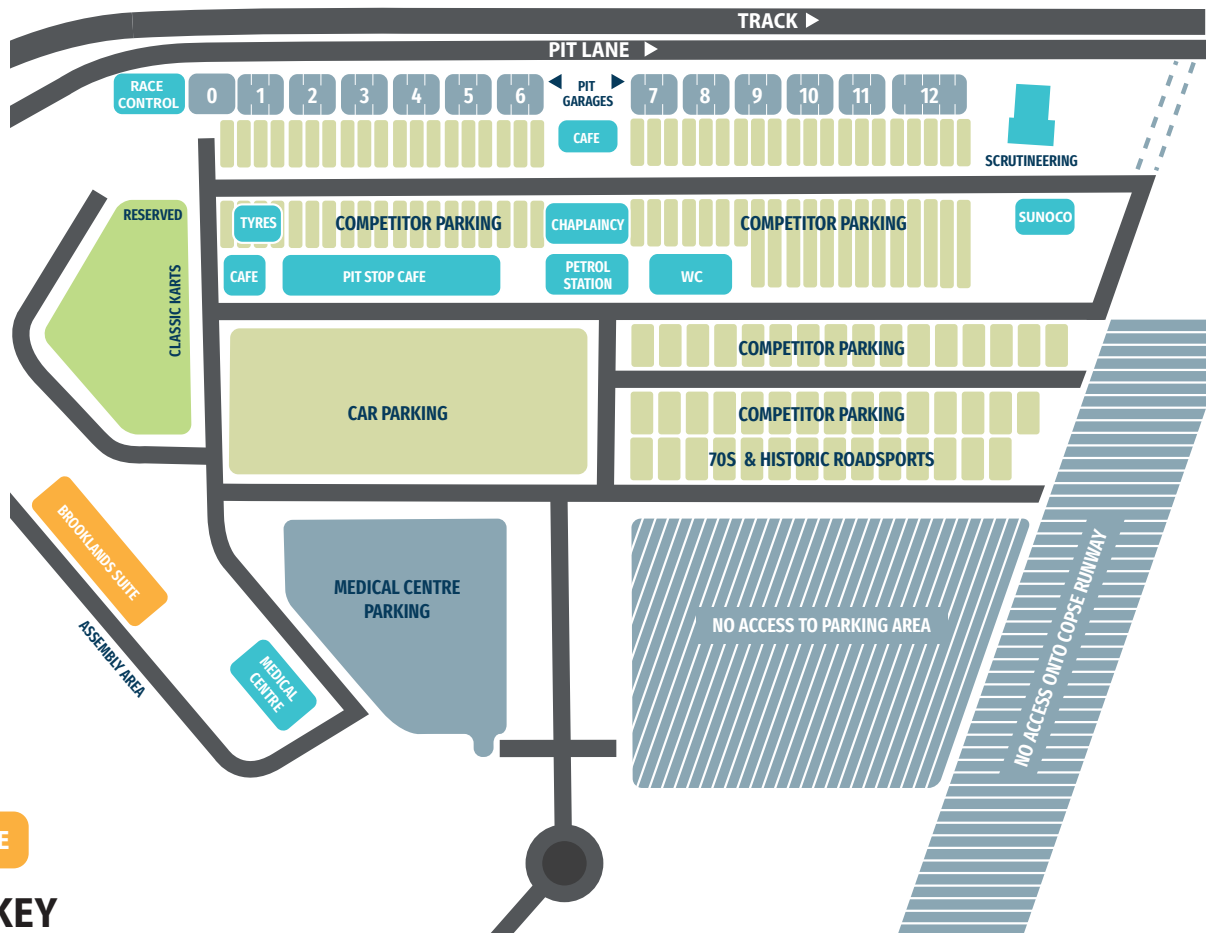 TRACK
PIT LANE
RACE
CONTROL
0
1
2
3
4
5
6
PIT
GARAGES
7
8
9
10
11
12
CAFE
SCRUTINEERING
RESERVED
CLASSIC KARTS
TYRES
COMPETITOR PARKING
CHAPLAINCY
COMPETITOR PARKING
SUNOCO
CAFE
PIT STOP CAFE
PETROL
STATION
WC
COMPETITOR PARKING
CAR PARKING
COMPETITOR PARKING
70S & HISTORIC ROADSPORTS
BROOKLANDS SUITE
ASSEMBLY AREA
MEDICAL
CENTRE
MEDICAL CENTRE
PARKING
NO ACCESS TO PARKING AREA
NO ACCESS ONTO COPSE RUNWAY
E
KEY